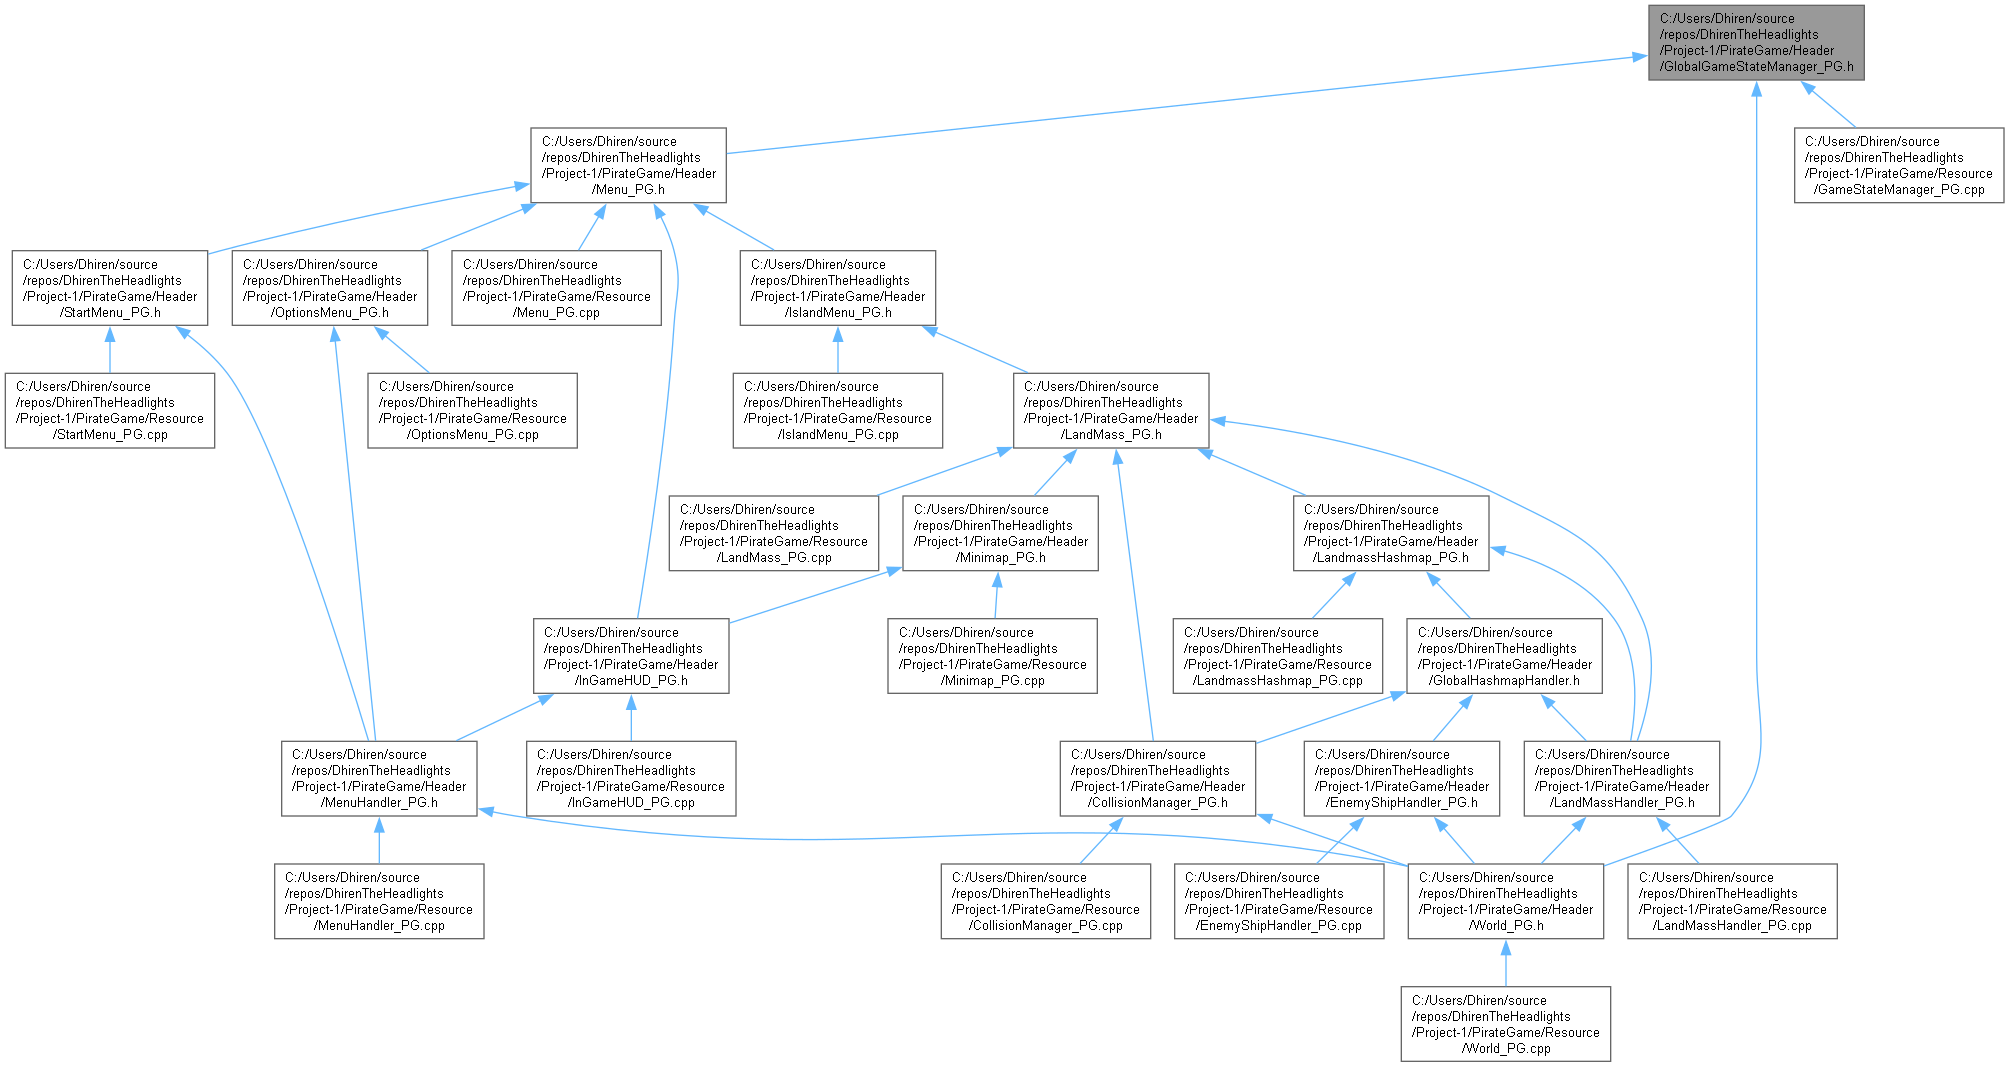 C:/Users/Dhiren/source
/repos/DhirenTheHeadlights
/Project-1/PirateGame/Header
/GlobalGameStateManager_PG.h
C:/Users/Dhiren/source
/repos/DhirenTheHeadlights
/Project-1/PirateGame/Header
/Menu_PG.h
C:/Users/Dhiren/source
/repos/DhirenTheHeadlights
/Project-1/PirateGame/Resource
/GameStateManager_PG.cpp
C:/Users/Dhiren/source
/repos/DhirenTheHeadlights
/Project-1/PirateGame/Header
/StartMenu_PG.h
C:/Users/Dhiren/source
/repos/DhirenTheHeadlights
/Project-1/PirateGame/Header
/OptionsMenu_PG.h
C:/Users/Dhiren/source
/repos/DhirenTheHeadlights
/Project-1/PirateGame/Resource
/Menu_PG.cpp
C:/Users/Dhiren/source
/repos/DhirenTheHeadlights
/Project-1/PirateGame/Header
/IslandMenu_PG.h
C:/Users/Dhiren/source
/repos/DhirenTheHeadlights
/Project-1/PirateGame/Resource
/StartMenu_PG.cpp
C:/Users/Dhiren/source
/repos/DhirenTheHeadlights
/Project-1/PirateGame/Resource
/OptionsMenu_PG.cpp
C:/Users/Dhiren/source
/repos/DhirenTheHeadlights
/Project-1/PirateGame/Resource
/IslandMenu_PG.cpp
C:/Users/Dhiren/source
/repos/DhirenTheHeadlights
/Project-1/PirateGame/Header
/LandMass_PG.h
C:/Users/Dhiren/source
/repos/DhirenTheHeadlights
/Project-1/PirateGame/Resource
/LandMass_PG.cpp
C:/Users/Dhiren/source
/repos/DhirenTheHeadlights
/Project-1/PirateGame/Header
/Minimap_PG.h
C:/Users/Dhiren/source
/repos/DhirenTheHeadlights
/Project-1/PirateGame/Header
/LandmassHashmap_PG.h
C:/Users/Dhiren/source
/repos/DhirenTheHeadlights
/Project-1/PirateGame/Header
/InGameHUD_PG.h
C:/Users/Dhiren/source
/repos/DhirenTheHeadlights
/Project-1/PirateGame/Resource
/Minimap_PG.cpp
C:/Users/Dhiren/source
/repos/DhirenTheHeadlights
/Project-1/PirateGame/Resource
/LandmassHashmap_PG.cpp
C:/Users/Dhiren/source
/repos/DhirenTheHeadlights
/Project-1/PirateGame/Header
/GlobalHashmapHandler.h
C:/Users/Dhiren/source
/repos/DhirenTheHeadlights
/Project-1/PirateGame/Header
/MenuHandler_PG.h
C:/Users/Dhiren/source
/repos/DhirenTheHeadlights
/Project-1/PirateGame/Resource
/InGameHUD_PG.cpp
C:/Users/Dhiren/source
/repos/DhirenTheHeadlights
/Project-1/PirateGame/Header
/CollisionManager_PG.h
C:/Users/Dhiren/source
/repos/DhirenTheHeadlights
/Project-1/PirateGame/Header
/EnemyShipHandler_PG.h
C:/Users/Dhiren/source
/repos/DhirenTheHeadlights
/Project-1/PirateGame/Header
/LandMassHandler_PG.h
C:/Users/Dhiren/source
/repos/DhirenTheHeadlights
/Project-1/PirateGame/Resource
/MenuHandler_PG.cpp
C:/Users/Dhiren/source
/repos/DhirenTheHeadlights
/Project-1/PirateGame/Resource
/CollisionManager_PG.cpp
C:/Users/Dhiren/source
/repos/DhirenTheHeadlights
/Project-1/PirateGame/Resource
/EnemyShipHandler_PG.cpp
C:/Users/Dhiren/source
/repos/DhirenTheHeadlights
/Project-1/PirateGame/Header
/World_PG.h
C:/Users/Dhiren/source
/repos/DhirenTheHeadlights
/Project-1/PirateGame/Resource
/LandMassHandler_PG.cpp
C:/Users/Dhiren/source
/repos/DhirenTheHeadlights
/Project-1/PirateGame/Resource
/World_PG.cpp